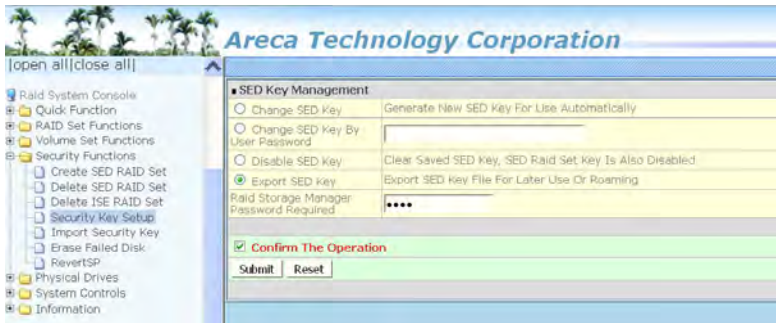 Areca Technology Corporation
|open all|close all|
Raid System Console
Quick Function
RAID Set Functions
Volume Set Functions
Security Functions
Create SED RAID Set
Delete SED RAID Set
Delete ISE RAID Set
Security Key Setup
Import Security Key
Erase Failed Disk
RevertSP
Physical Drives
System Controls
Information
SED Key Management
Change SED Key Generate New SED Key For Use Automatically
Change SED Key By
User Password
Disable SED Key Clear Saved SED Key, SED Raid Set Key Is Also Disabled
Export SED Key Export SED Key File For Later Use Or Roaming
Raid Storage Manager
Password Required ••••
Confirm The Operation
Submit Reset